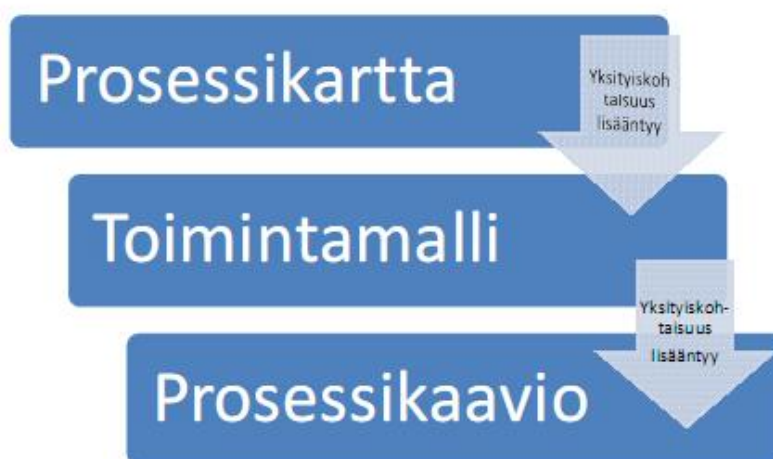 Prosessikartta
Yksityiskoh
taisuus
lisääntyy
Toimintamalli
Yksityiskoh-
taisuus
lisääntyy
Prosessikaavio